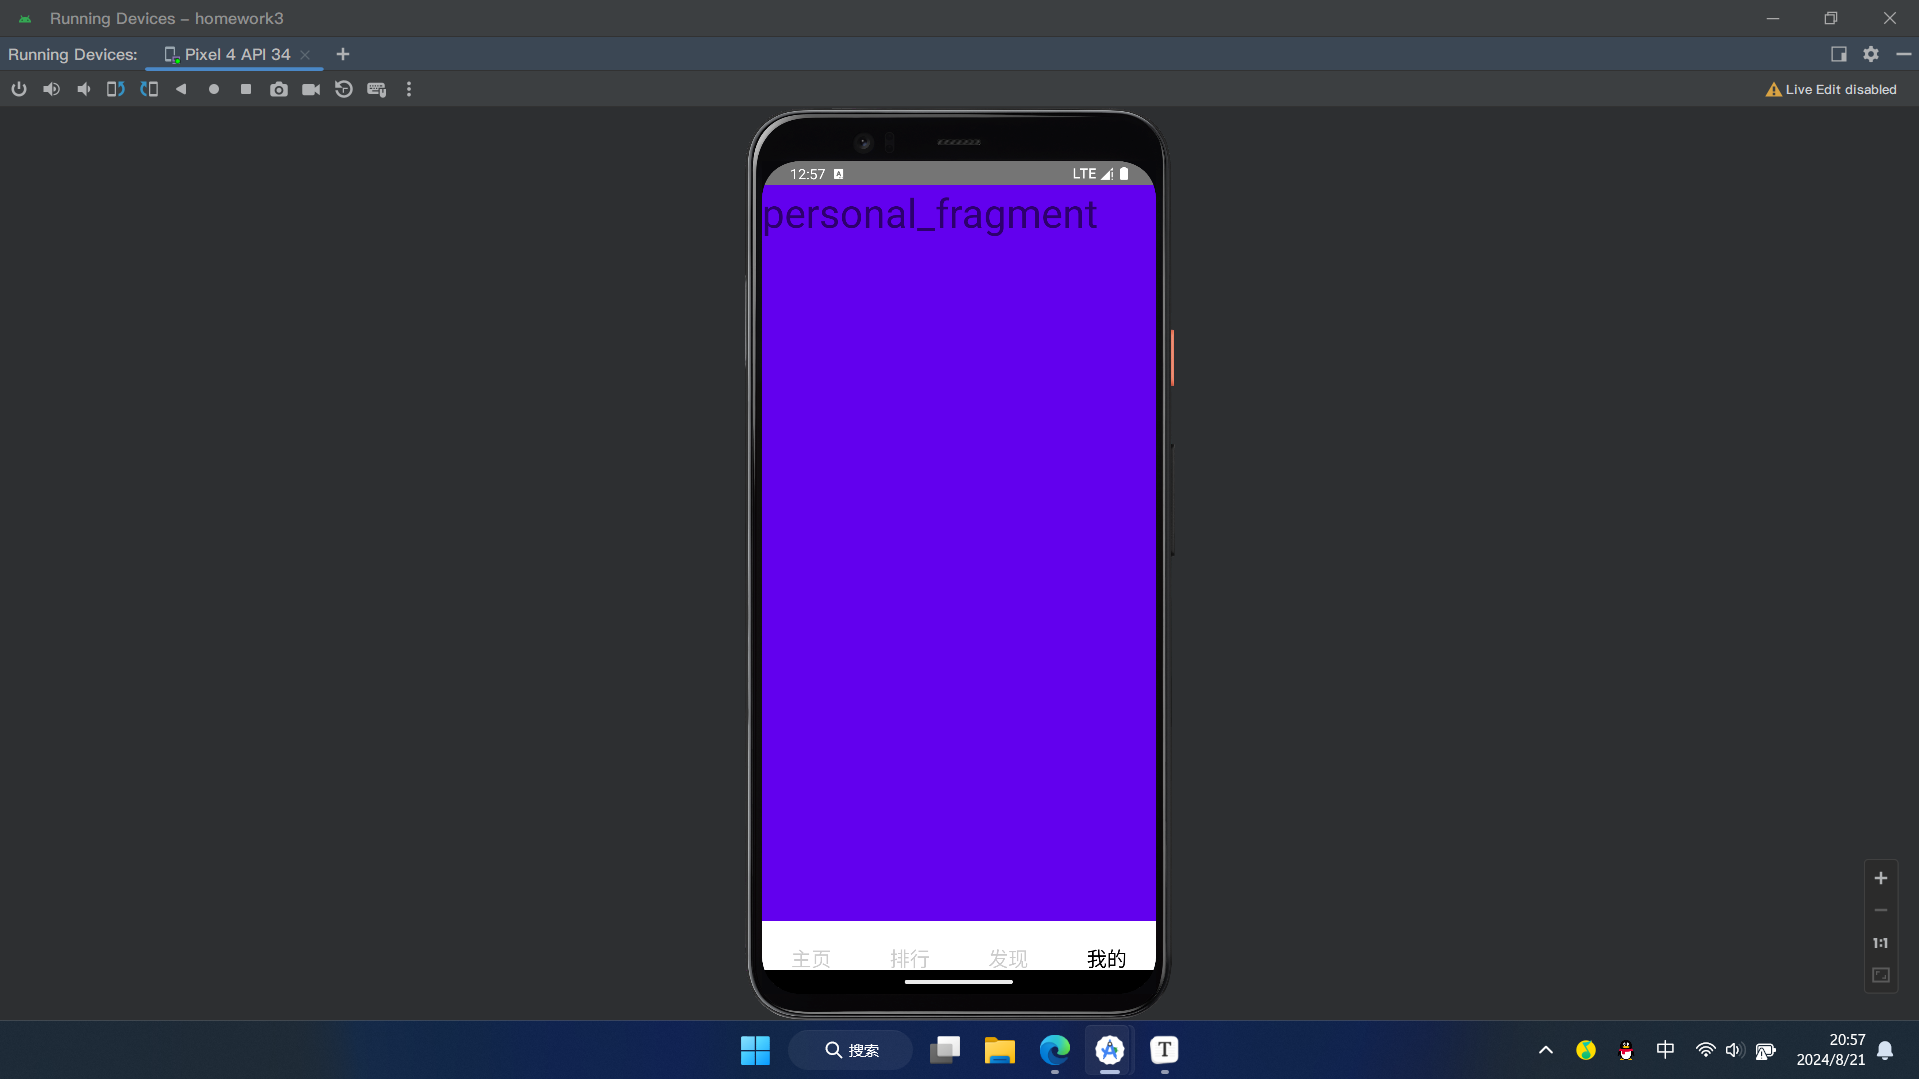 Running Devices – homework3
Running Devices:
Pixel 4 API 34
Live Edit disabled
12:57
LTE
personal_fragment
主页
排行
发现
我的
1:1
搜索
中
20:57
2024/8/21